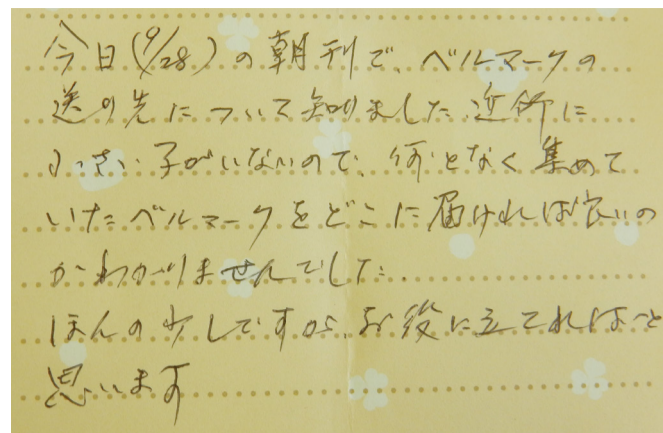 今日(9/28)の朝刊で、ベルマークの
送り先について知りました.近所に
小さい子がいないので、何となく集めて
いたベルマークをどこに届ければ良いの
かわかりませんでした.
ほんの少しですが、お役に立てればと
思います